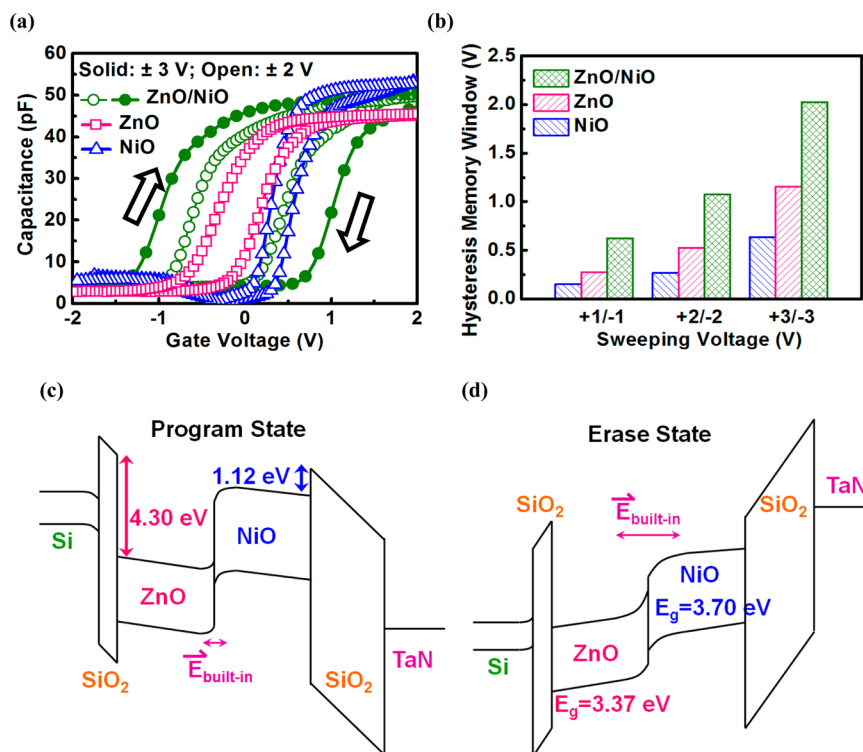 (a)
Solid: ± 3 V; Open: ± 2 V
ZnO/NiO
ZnO
NiO
Capacitance (pF)
60
50
40
30
20
10
0
-2
-1
0
1
2
Gate Voltage (V)
(b)
ZnO/NiO
ZnO
NiO
Hysteresis Memory Window (V)
2.5
2.0
1.5
1.0
0.5
0.0
+1/-1
+2/-2
+3/-3
Sweeping Voltage (V)
(c)
Program State
1.12 eV
4.30 eV
Si
NiO
ZnO
E built-in
SiO2
SiO2
TaN
(d)
Erase State
TaN
SiO2
SiO2
E built-in
NiO
Eg=3.70 eV
Si
ZnO
Eg=3.37 eV